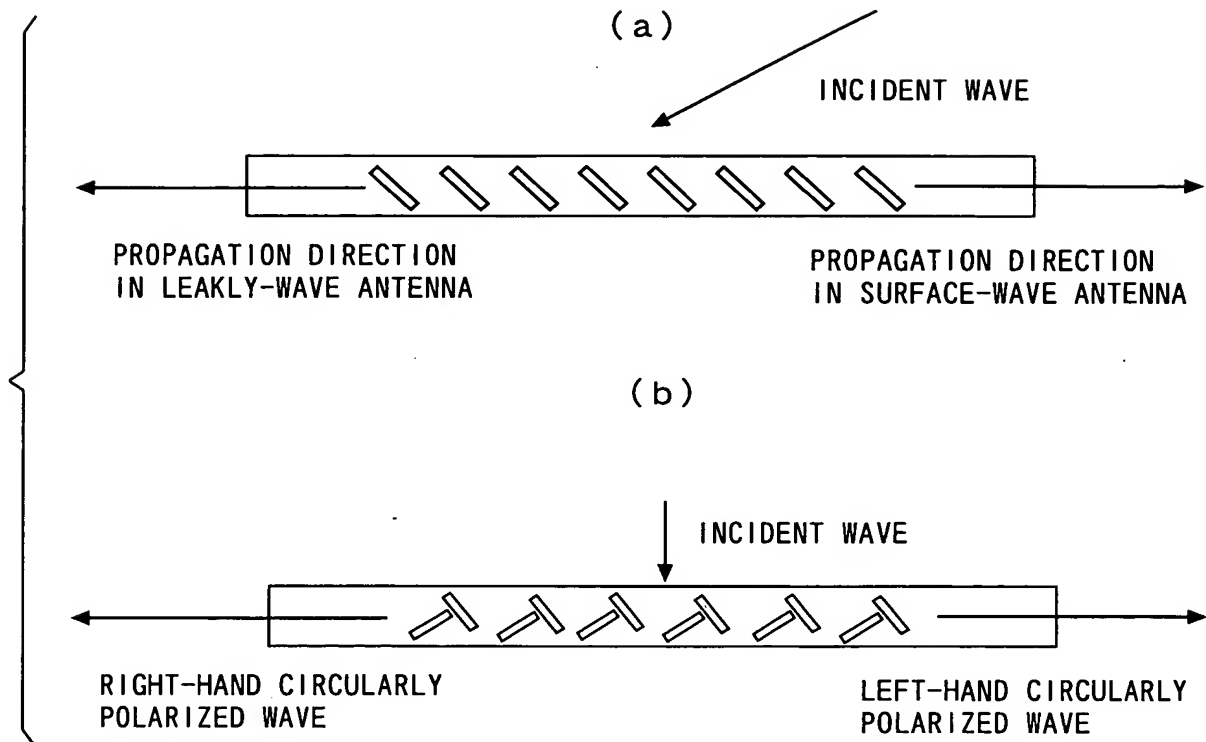 (a)
INCIDENT WAVE
PROPAGATION DIRECTION
IN LEAKLY-WAVE ANTENNA
PROPAGATION DIRECTION
IN SURFACE-WAVE ANTENNA
(b)
INCIDENT WAVE
RIGHT-HAND CIRCULARLY
POLARIZED WAVE
LEFT-HAND CIRCULARLY
POLARIZED WAVE